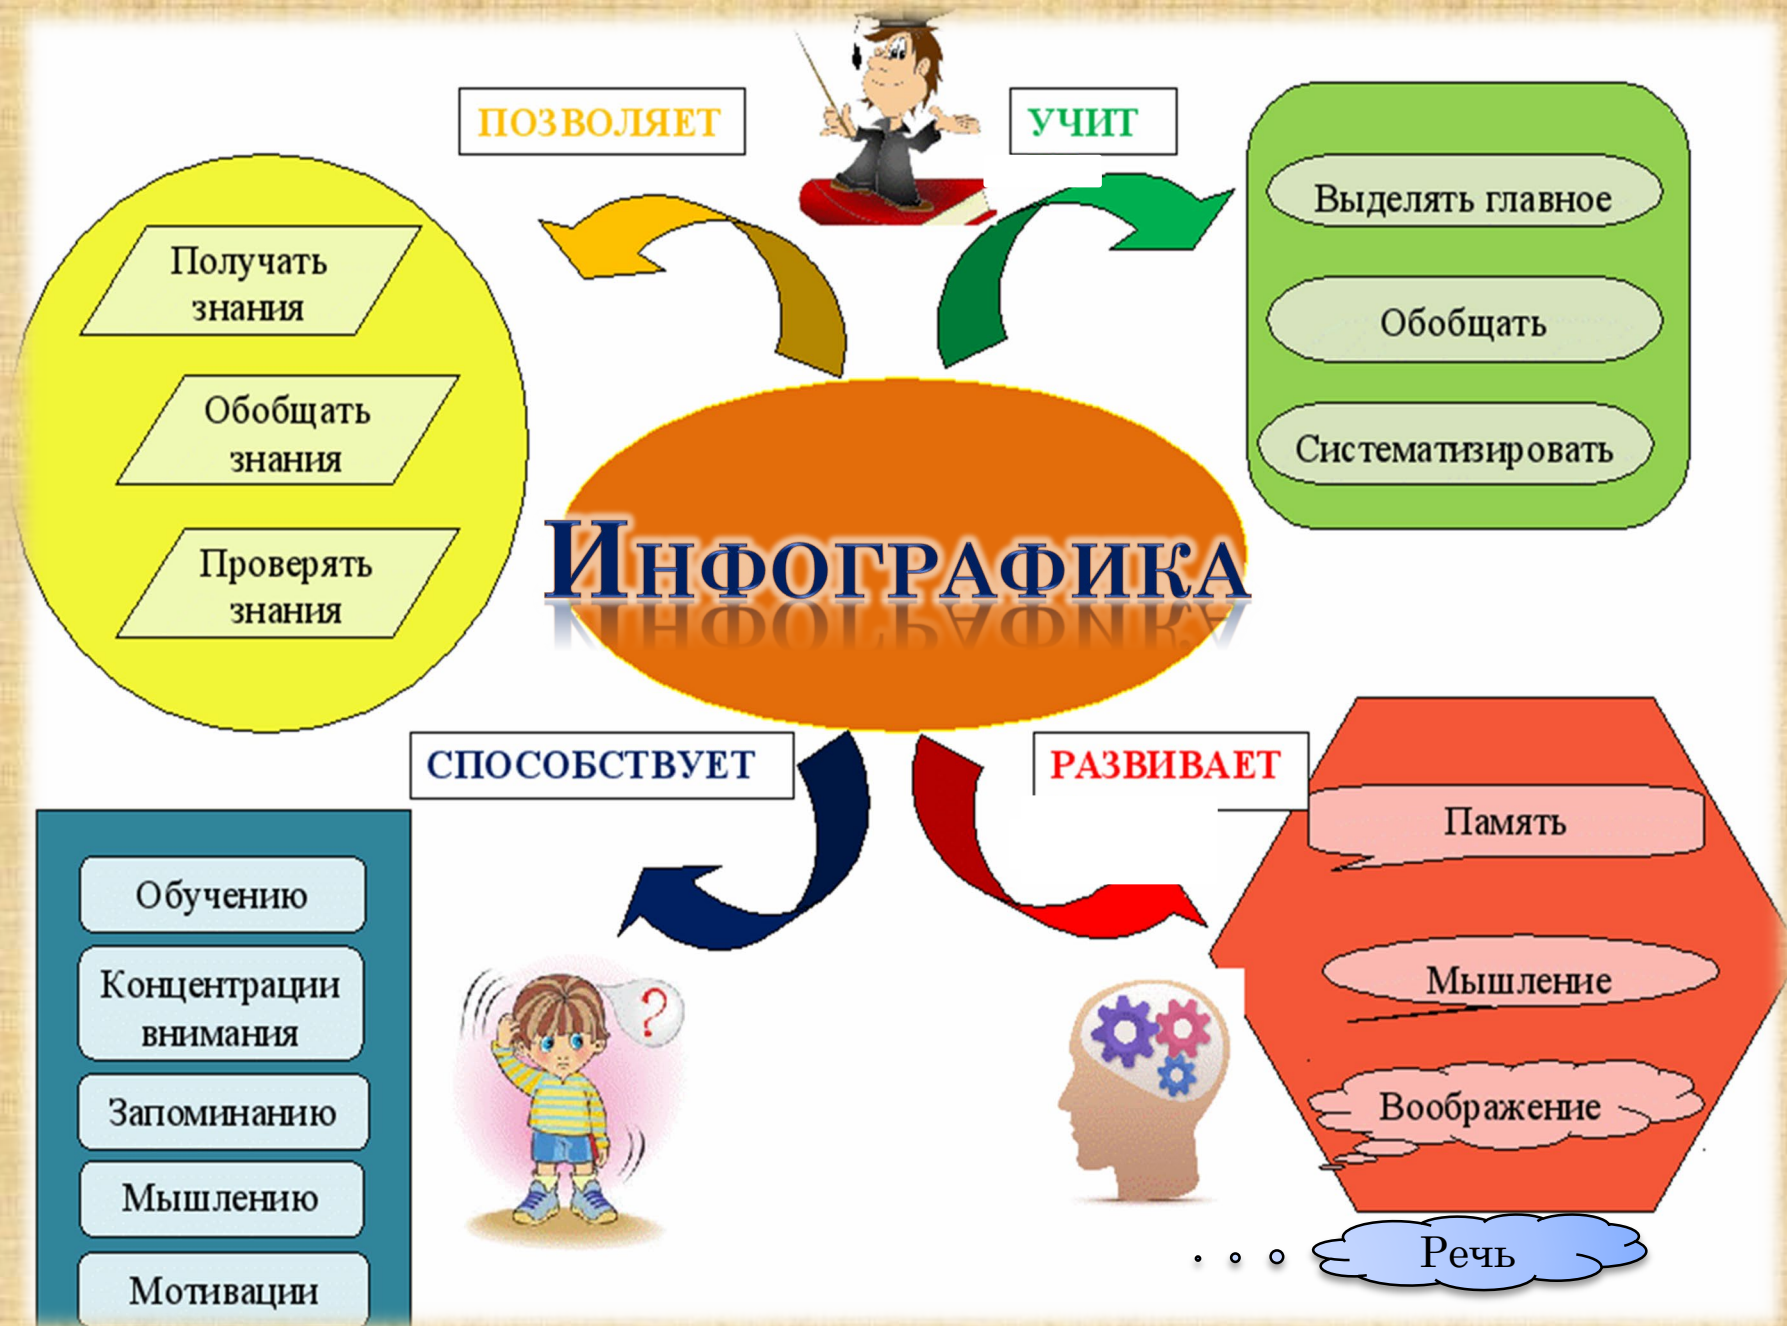 ПОЗВОЛЯЕТ
УЧИТ
Получать
знания
Обобщать
знания
Проверять
знания
Выделять главное
Обобщать
Систематизировать
Инфографика
СПОСОБСТВУЕТ
РАЗВИВАЕТ
Обучению
Концентрации
внимания
Запоминанию
Мышлению
Мотивации
?
Память
Мышление
Воображение
Речь